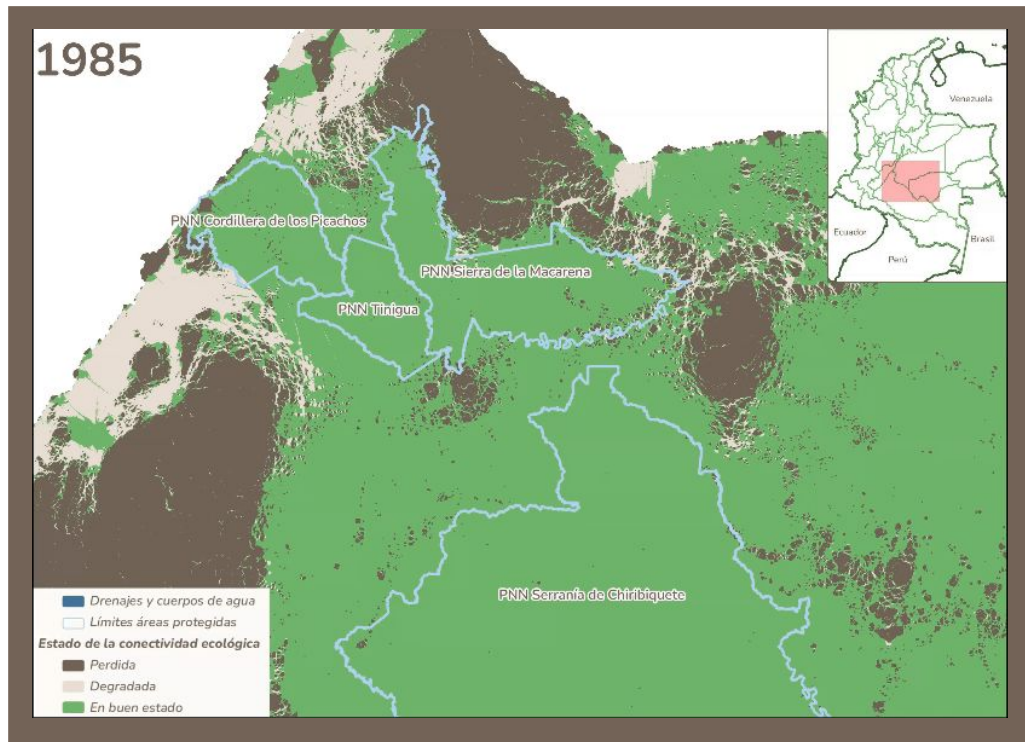 1985
Venezuela
Ecuador
Brasil
Perú
PNN Cordillera de los Picachos
PNN Sierra de la Macarena
PNN Tinigua
PNN Serranía de Chiribiquete
Drenajes y cuerpos de agua
Límites áreas protegidas
Estado de la conectividad ecológica
Perdida
Degradada
En buen estado